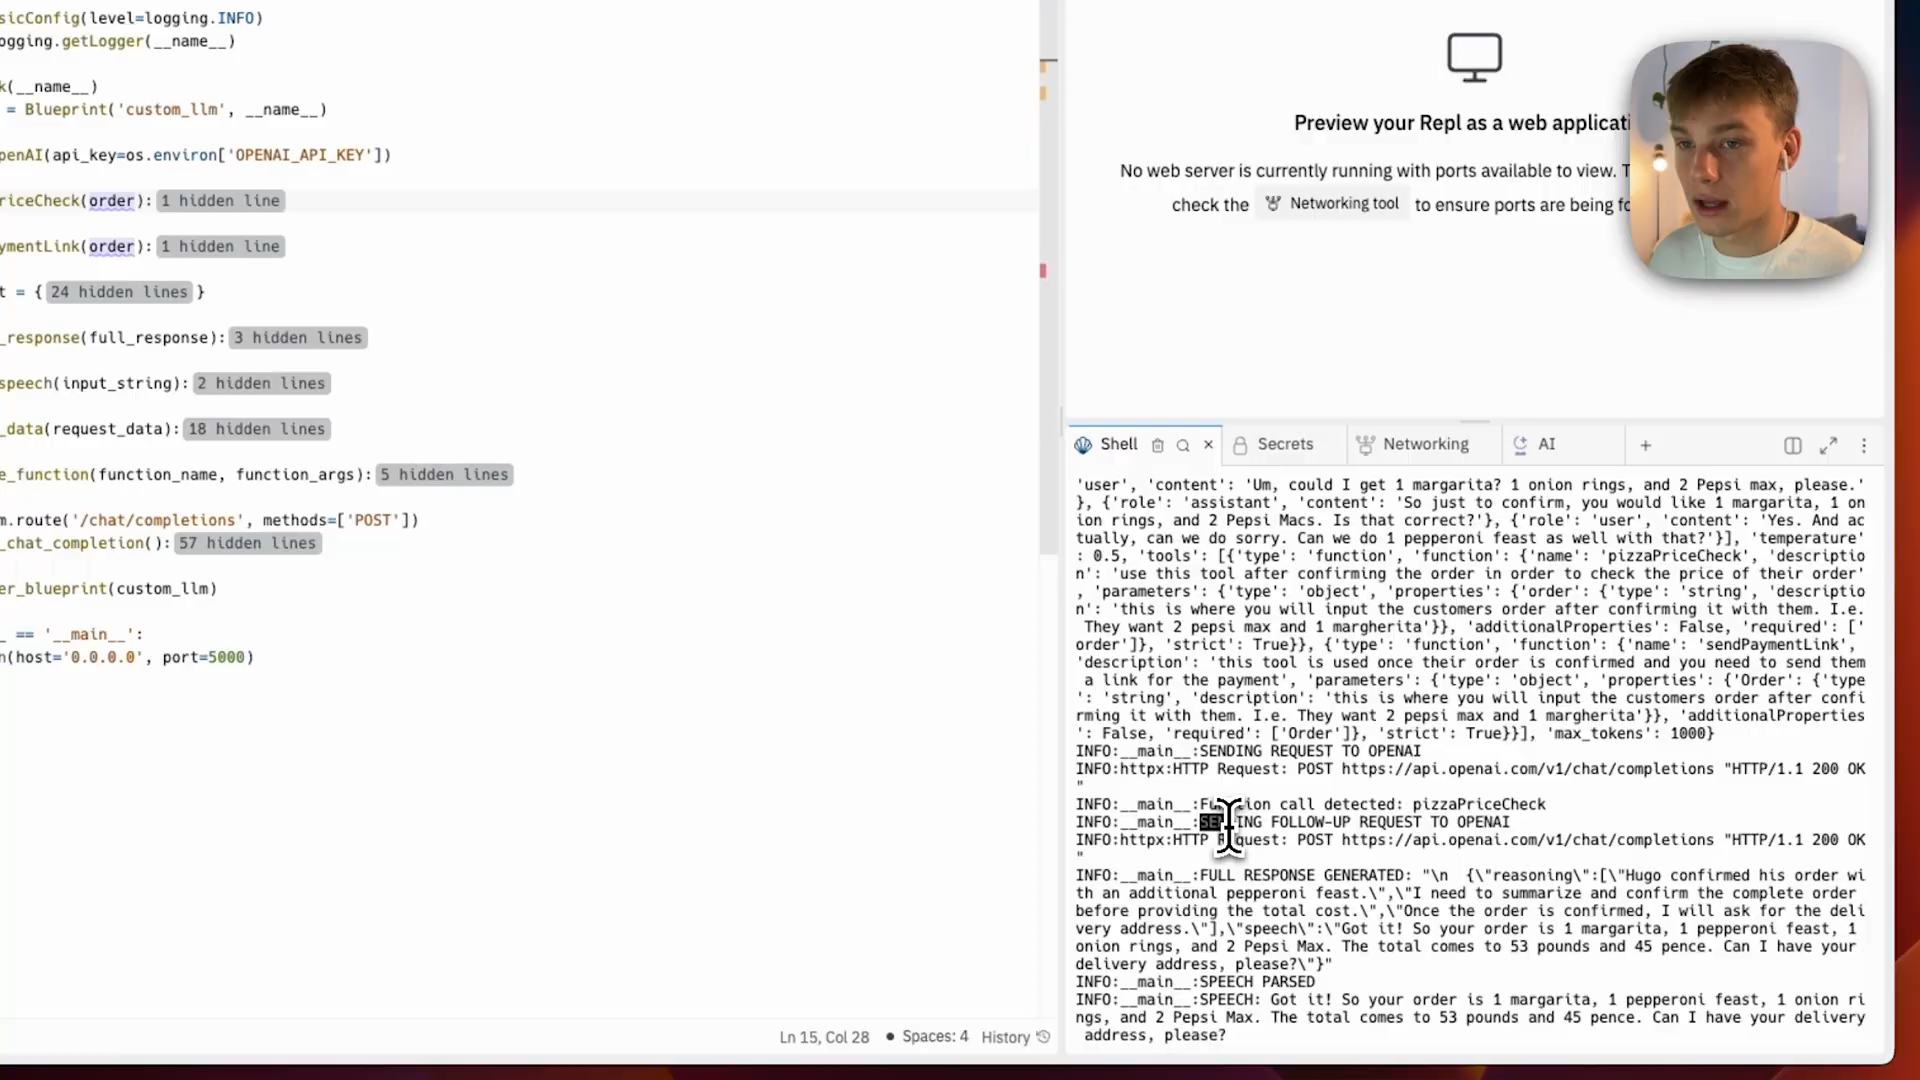 sicConfig(level=logging.INFO)
ogging.getLogger(__name__)
k(__name__)
= Blueprint('custom_llm', __name__)
penAI(api_key=os.environ['OPENAI_API_KEY'])
riceCheck(order): 1 hidden line
ymentLink(order): 1 hidden line
t = { 24 hidden lines }
_response(full_response): 3 hidden lines
speech(input_string): 2 hidden lines
_data(request_data): 18 hidden lines
e_function(function_name, function_args): 5 hidden lines
m.route('/chat/completions', methods=['POST'])
_chat_completion(): 57 hidden lines
er_blueprint(custom_llm)
_ == '__main__':
n(host='0.0.0.0', port=5000)
Ln 15, Col 28 • Spaces: 4 History
Preview your Repl as a web applicati
No web server is currently running with ports available to view. T
check the Networking tool to ensure ports are being fo
Shell Secrets Networking AI
'user', 'content': 'Um, could I get 1 margarita? 1 onion rings, and 2 Pepsi max, please.'
}, {'role': 'assistant', 'content': 'So just to confirm, you would like 1 margarita, 1 on
ion rings, and 2 Pepsi Macs. Is that correct?'}, {'role': 'user', 'content': 'Yes. And ac
tually, can we do sorry. Can we do 1 pepperoni feast as well with that?'}], 'temperature'
: 0.5, 'tools': [{'type': 'function', 'function': {'name': 'pizzaPriceCheck', 'descriptio
n': 'use this tool after confirming the order in order to check the price of their order'
, 'parameters': {'type': 'object', 'properties': {'order': {'type': 'string', 'descriptio
n': 'this is where you will input the customers order after confirming it with them. I.e.
They want 2 pepsi max and 1 margherita'}}, 'additionalProperties': False, 'required': ['
order']}, 'strict': True}}, {'type': 'function', 'function': {'name': 'sendPaymentLink',
'description': 'this tool is used once their order is confirmed and you need to send them
a link for the payment', 'parameters': {'type': 'object', 'properties': {'Order': {'type
': 'string', 'description': 'this is where you will input the customers order after confi
rming it with them. I.e. They want 2 pepsi max and 1 margherita'}}, 'additionalProperties
': False, 'required': ['Order']}, 'strict': True}}], 'max_tokens': 1000}
INFO:__main__:SENDING REQUEST TO OPENAI
INFO:httpx:HTTP Request: POST https://api.openai.com/v1/chat/completions "HTTP/1.1 200 OK
"
INFO:__main__:Function call detected: pizzaPriceCheck
INFO:__main__:SENDING FOLLOW-UP REQUEST TO OPENAI
INFO:httpx:HTTP Request: POST https://api.openai.com/v1/chat/completions "HTTP/1.1 200 OK
"
INFO:__main__:FULL RESPONSE GENERATED: "\n  {\"reasoning\":[\"Hugo confirmed his order wi
th an additional pepperoni feast.\",\"I need to summarize and confirm the complete order
before providing the total cost.\",\"Once the order is confirmed, I will ask for the deli
very address.\"],\"speech\":\"Got it! So your order is 1 margarita, 1 pepperoni feast, 1
onion rings, and 2 Pepsi Max. The total comes to 53 pounds and 45 pence. Can I have your
delivery address, please?\"}"
INFO:__main__:SPEECH PARSED
INFO:__main__:SPEECH: Got it! So your order is 1 margarita, 1 pepperoni feast, 1 onion ri
ngs, and 2 Pepsi Max. The total comes to 53 pounds and 45 pence. Can I have your delivery
address, please?